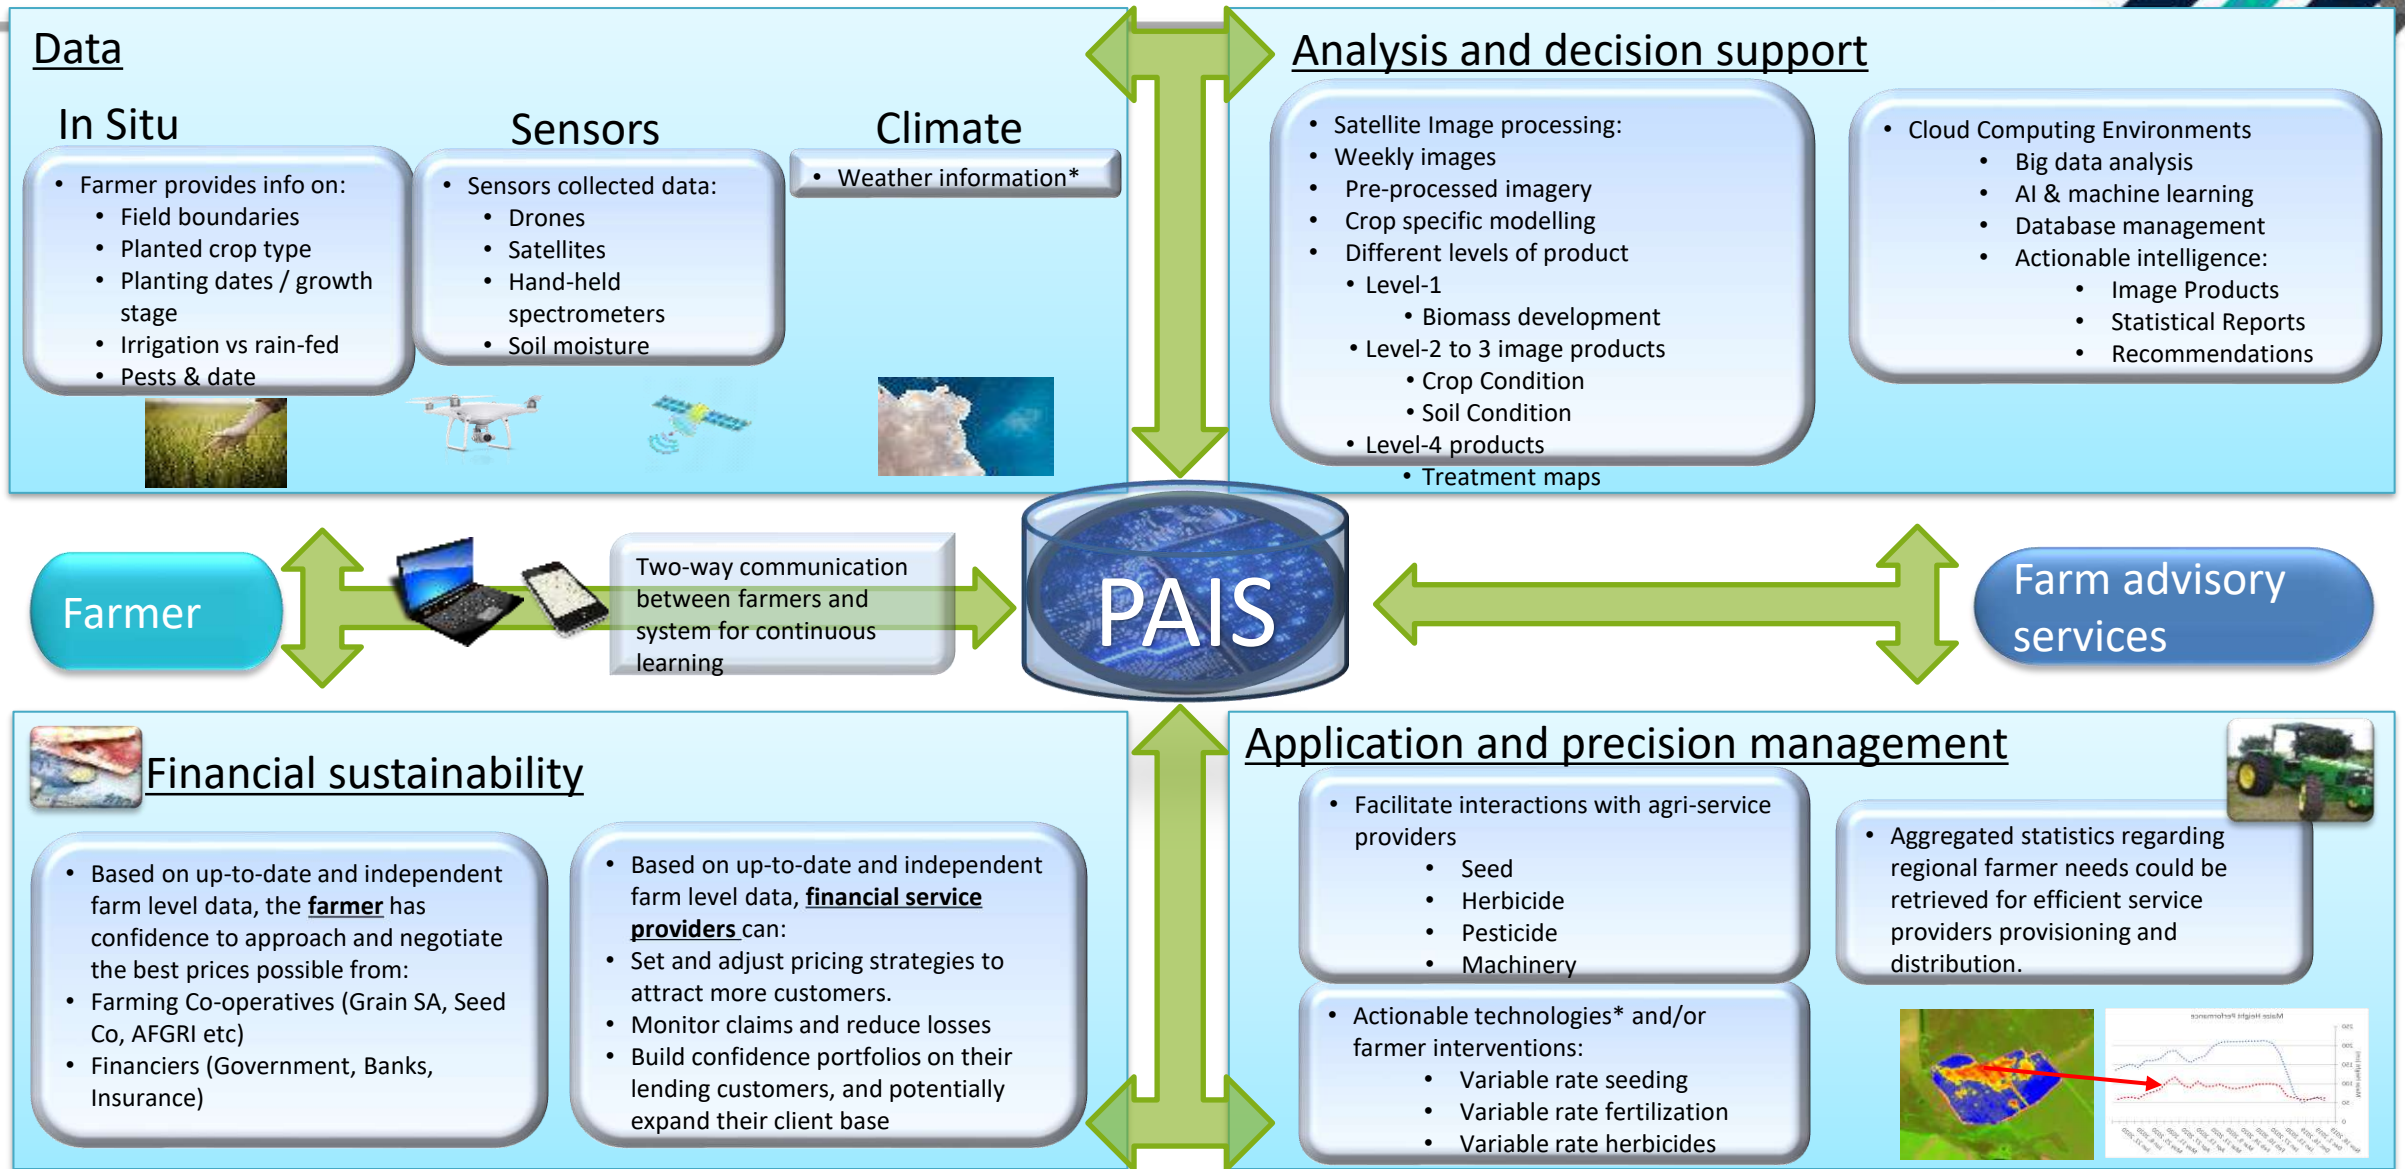 Data
In Situ
• Farmer provides info on:
• Field boundaries
• Planted crop type
• Planting dates / growth
stage
• Irrigation vs rain-fed
• Pests & date
Sensors
• Sensors collected data:
• Drones
• Satellites
• Hand-held
spectrometers
• Soil moisture
Climate
• Weather information*
Analysis and decision support
• Satellite Image processing:
• Weekly images
• Pre-processed imagery
• Crop specific modelling
• Different levels of product
• Level-1
• Biomass development
• Level-2 to 3 image products
• Crop Condition
• Soil Condition
• Level-4 products
• Treatment maps
• Cloud Computing Environments
• Big data analysis
• AI & machine learning
• Database management
• Actionable intelligence:
• Image Products
• Statistical Reports
• Recommendations
Farmer
Two-way communication
between farmers and
system for continuous
learning
PAIS
Farm advisory
services
Financial sustainability
• Based on up-to-date and independent
farm level data, the farmer has
confidence to approach and negotiate
the best prices possible from:
• Farming Co-operatives (Grain SA, Seed
Co, AFGRI etc)
• Financiers (Government, Banks,
Insurance)
• Based on up-to-date and independent
farm level data, financial service
providers can:
• Set and adjust pricing strategies to
attract more customers.
• Monitor claims and reduce losses
• Build confidence portfolios on their
lending customers, and potentially
expand their client base
Application and precision management
• Facilitate interactions with agri-service
providers
• Seed
• Herbicide
• Pesticide
• Machinery
• Actionable technologies* and/or
farmer interventions:
• Variable rate seeding
• Variable rate fertilization
• Variable rate herbicides
• Aggregated statistics regarding
regional farmer needs could be
retrieved for efficient service
providers provisioning and
distribution.
Maize Height Performance
250
200
150
100
50
0